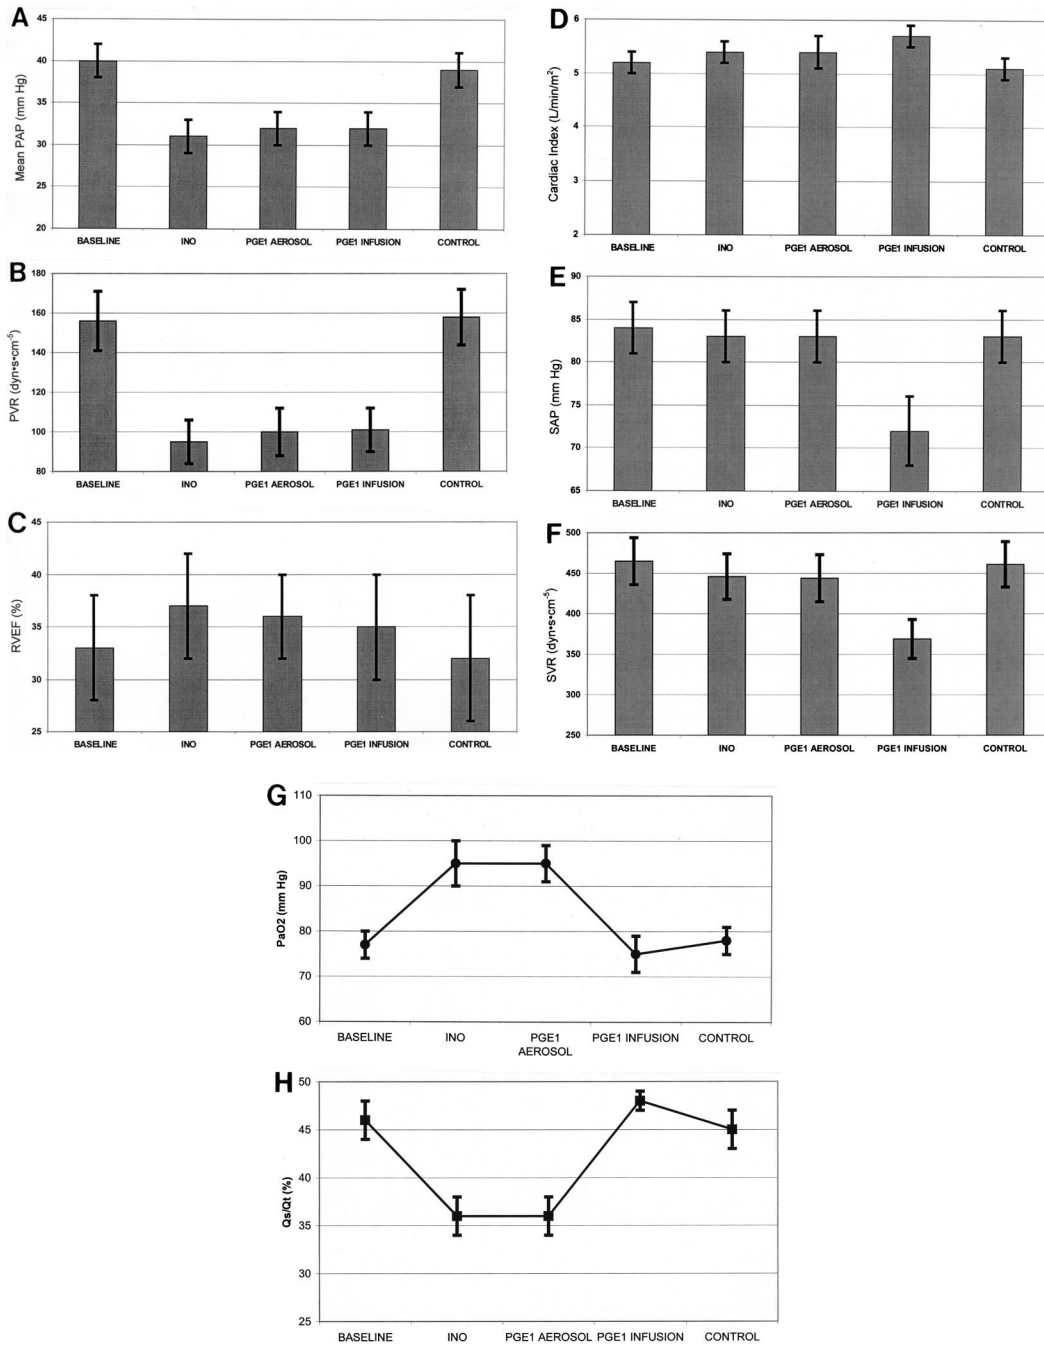 A
Mean PAP (mm Hg)
45
40
35
30
25
20
BASELINE INO PGE1 AEROSOL PGE1 INFUSION CONTROL
B
PVR (dyn•s•cm-5)
180
160
140
120
100
80
BASELINE INO PGE1 AEROSOL PGE1 INFUSION CONTROL
C
RVEF (%)
45
40
35
30
25
BASELINE INO PGE1 AEROSOL PGE1 INFUSION CONTROL
D
Cardiac Index (L/min/m²)
6
5
4
3
2
BASELINE INO PGE1 AEROSOL PGE1 INFUSION CONTROL
E
SAP (mm Hg)
90
85
80
75
70
65
BASELINE INO PGE1 AEROSOL PGE1 INFUSION CONTROL
F
SVR (dyn•s•cm-5)
500
450
400
350
300
250
BASELINE INO PGE1 AEROSOL PGE1 INFUSION CONTROL
G
PaO2 (mm Hg)
110
100
90
80
70
60
BASELINE INO PGE1 PGE1 INFUSION CONTROL
AEROSOL
H
Qs/Qt (%)
50
45
40
35
30
25
BASELINE INO PGE1 AEROSOL PGE1 INFUSION CONTROL